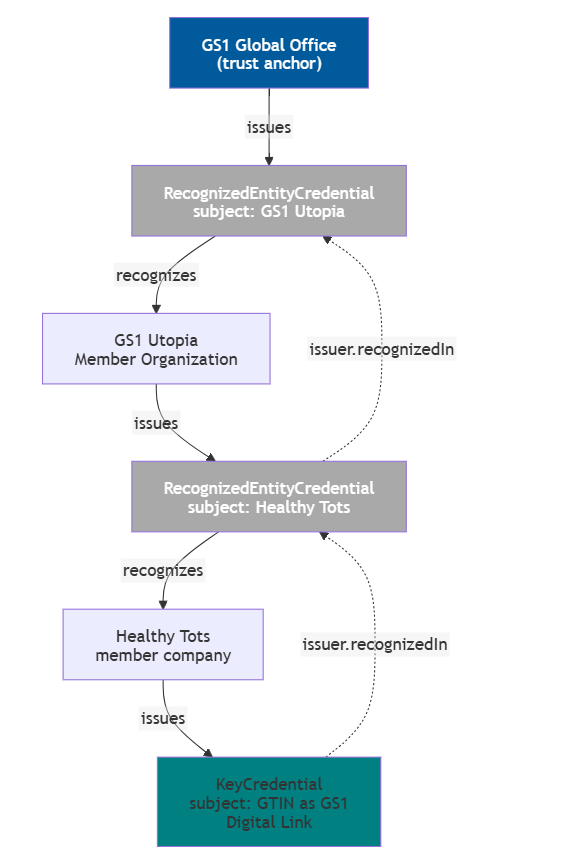 GS1 Global Office
(trust anchor)
issues
RecognizedEntityCredential
subject: GS1 Utopia
recognizes
GS1 Utopia
Member Organization
issuer.recognizedIn
issues
RecognizedEntityCredential
subject: Healthy Tots
recognizes
Healthy Tots
member company
issuer.recognizedIn
issues
KeyCredential
subject: GTIN as GS1
Digital Link